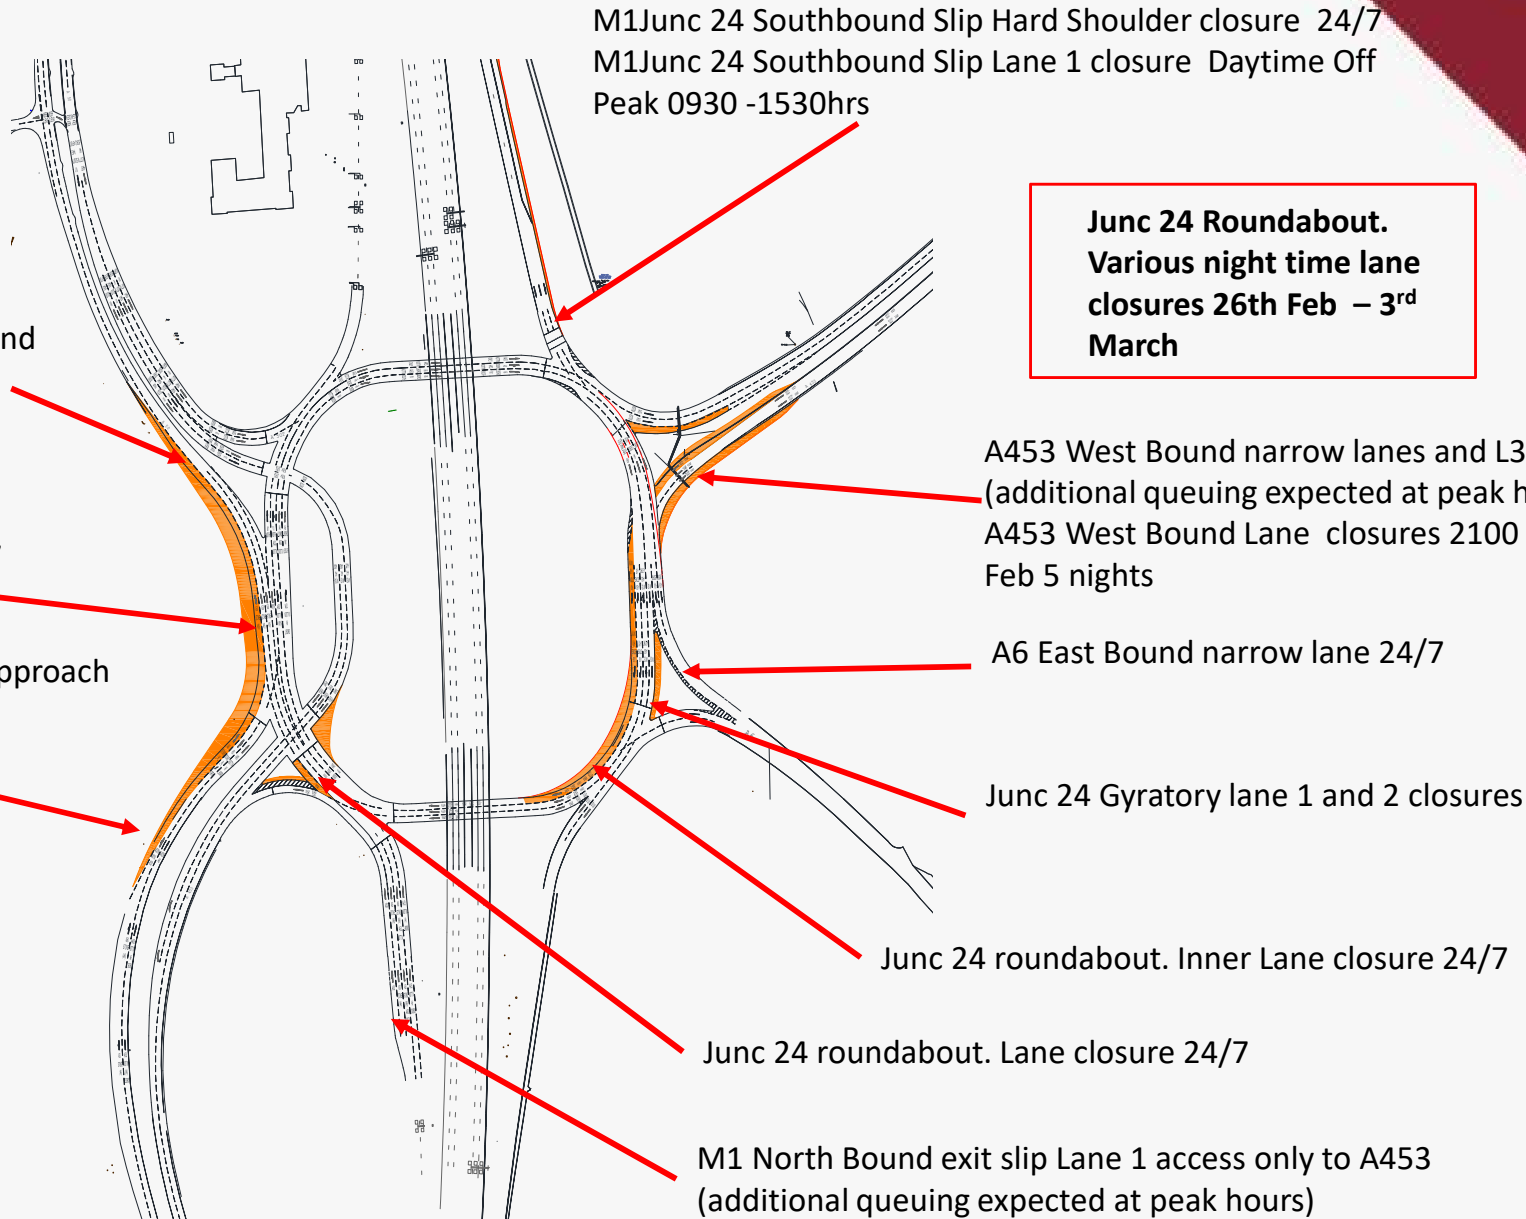 M1Junc 24 Southbound Slip Hard Shoulder closure 24/7
M1Junc 24 Southbound Slip Lane 1 closure Daytime Off
Peak 0930 -1530hrs
Junc 24 Roundabout.
Various night time lane
closures 26th Feb – 3rd
March
nd
A453 West Bound narrow lanes and L3
(additional queuing expected at peak h
A453 West Bound Lane closures 2100
Feb 5 nights
pproach
A6 East Bound narrow lane 24/7
Junc 24 Gyratory lane 1 and 2 closures
Junc 24 roundabout. Inner Lane closure 24/7
Junc 24 roundabout. Lane closure 24/7
M1 North Bound exit slip Lane 1 access only to A453
(additional queuing expected at peak hours)